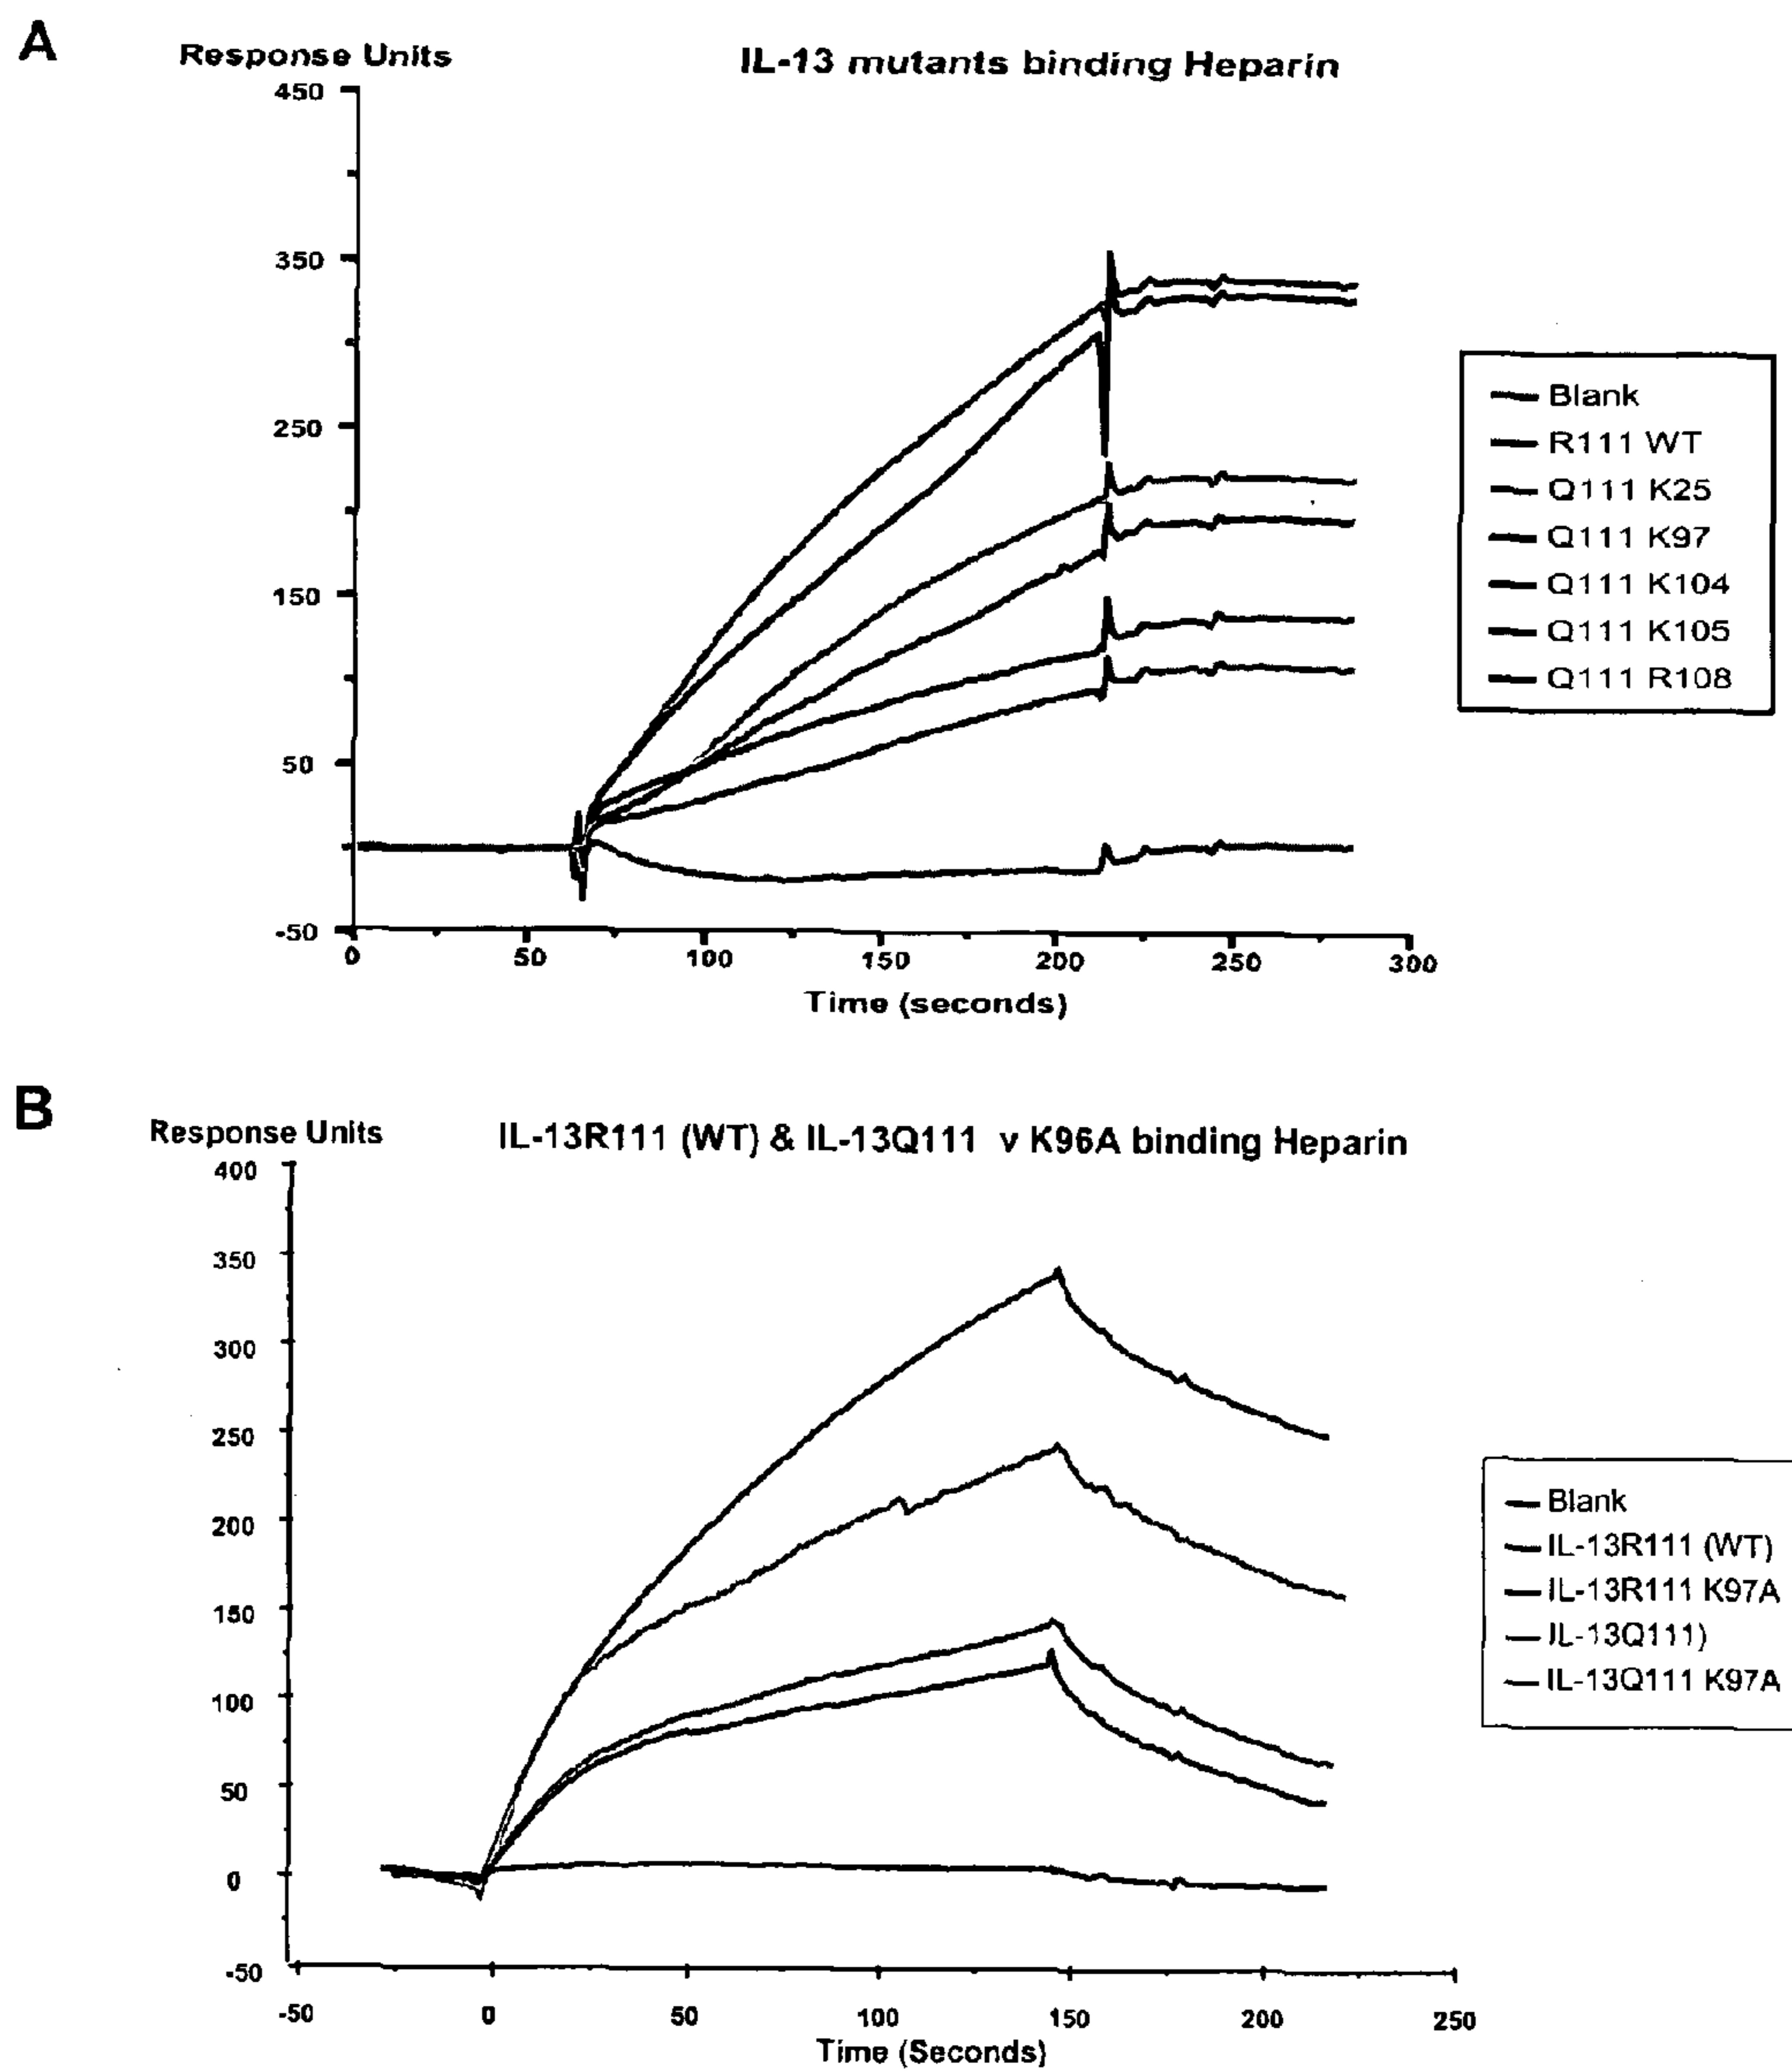 A
Response Units
IL-13 mutants binding Heparin
450
350
250
150
50
-50
0 50 100 150 200 250 300
Time (seconds)
Blank
R111 WT
Q111 K25
Q111 K97
Q111 K104
Q111 K105
Q111 R108
B
Response Units
IL-13R111 (WT) & IL-13Q111 v K96A binding Heparin
400
350
300
250
200
150
100
50
0
-50
-50 0 50 100 150 200 250
Time (Seconds)
Blank
IL-13R111 (WT)
IL-13R111 K97A
IL-13Q111)
IL-13Q111 K97A